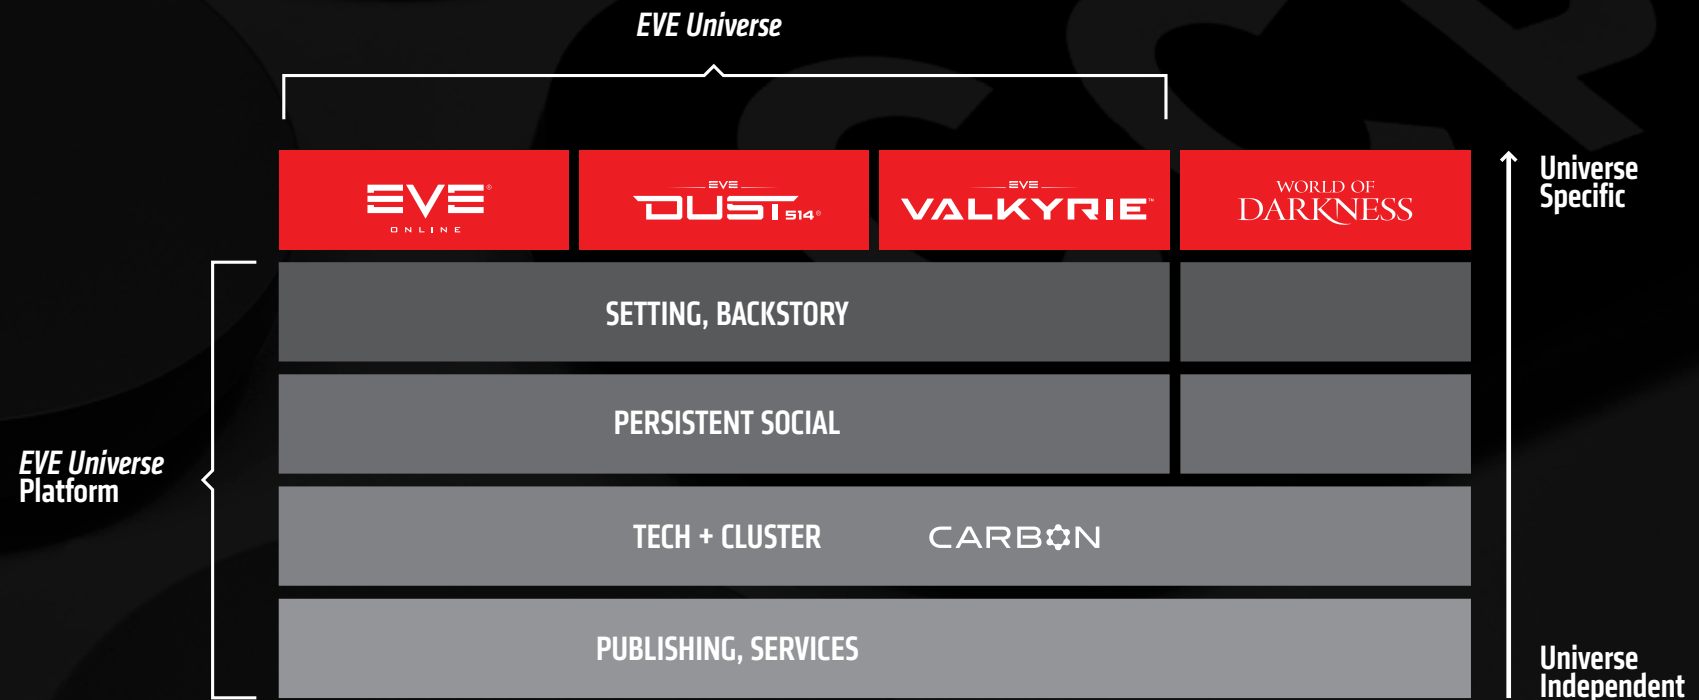 EVE Universe
EVE®
ONLINE
EVE
DUST 514®
EVE
VALKYRIE™
WORLD OF
DARKNESS
Universe
Specific
SETTING, BACKSTORY
PERSISTENT SOCIAL
EVE Universe
Platform
TECH + CLUSTER
CARBON
PUBLISHING, SERVICES
Universe
Independent